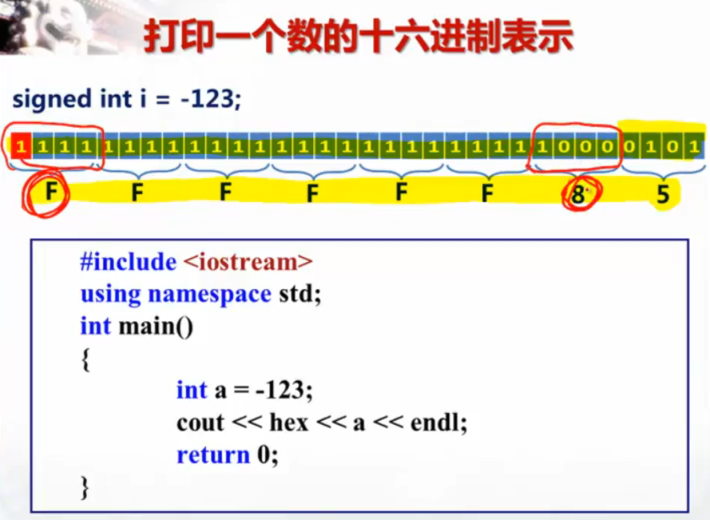 打印一个数的十六进制表示
signed int i = -123;
1 1 1 1 1 1 1 1 1 1 1 1 1 1 1 1 1 1 1 1 1 1 1 1 1 0 0 0 0 1 0 1
F F F F F F 8 5
#include <iostream>
using namespace std;
int main()
{
int a = -123;
cout << hex << a << endl;
return 0;
}